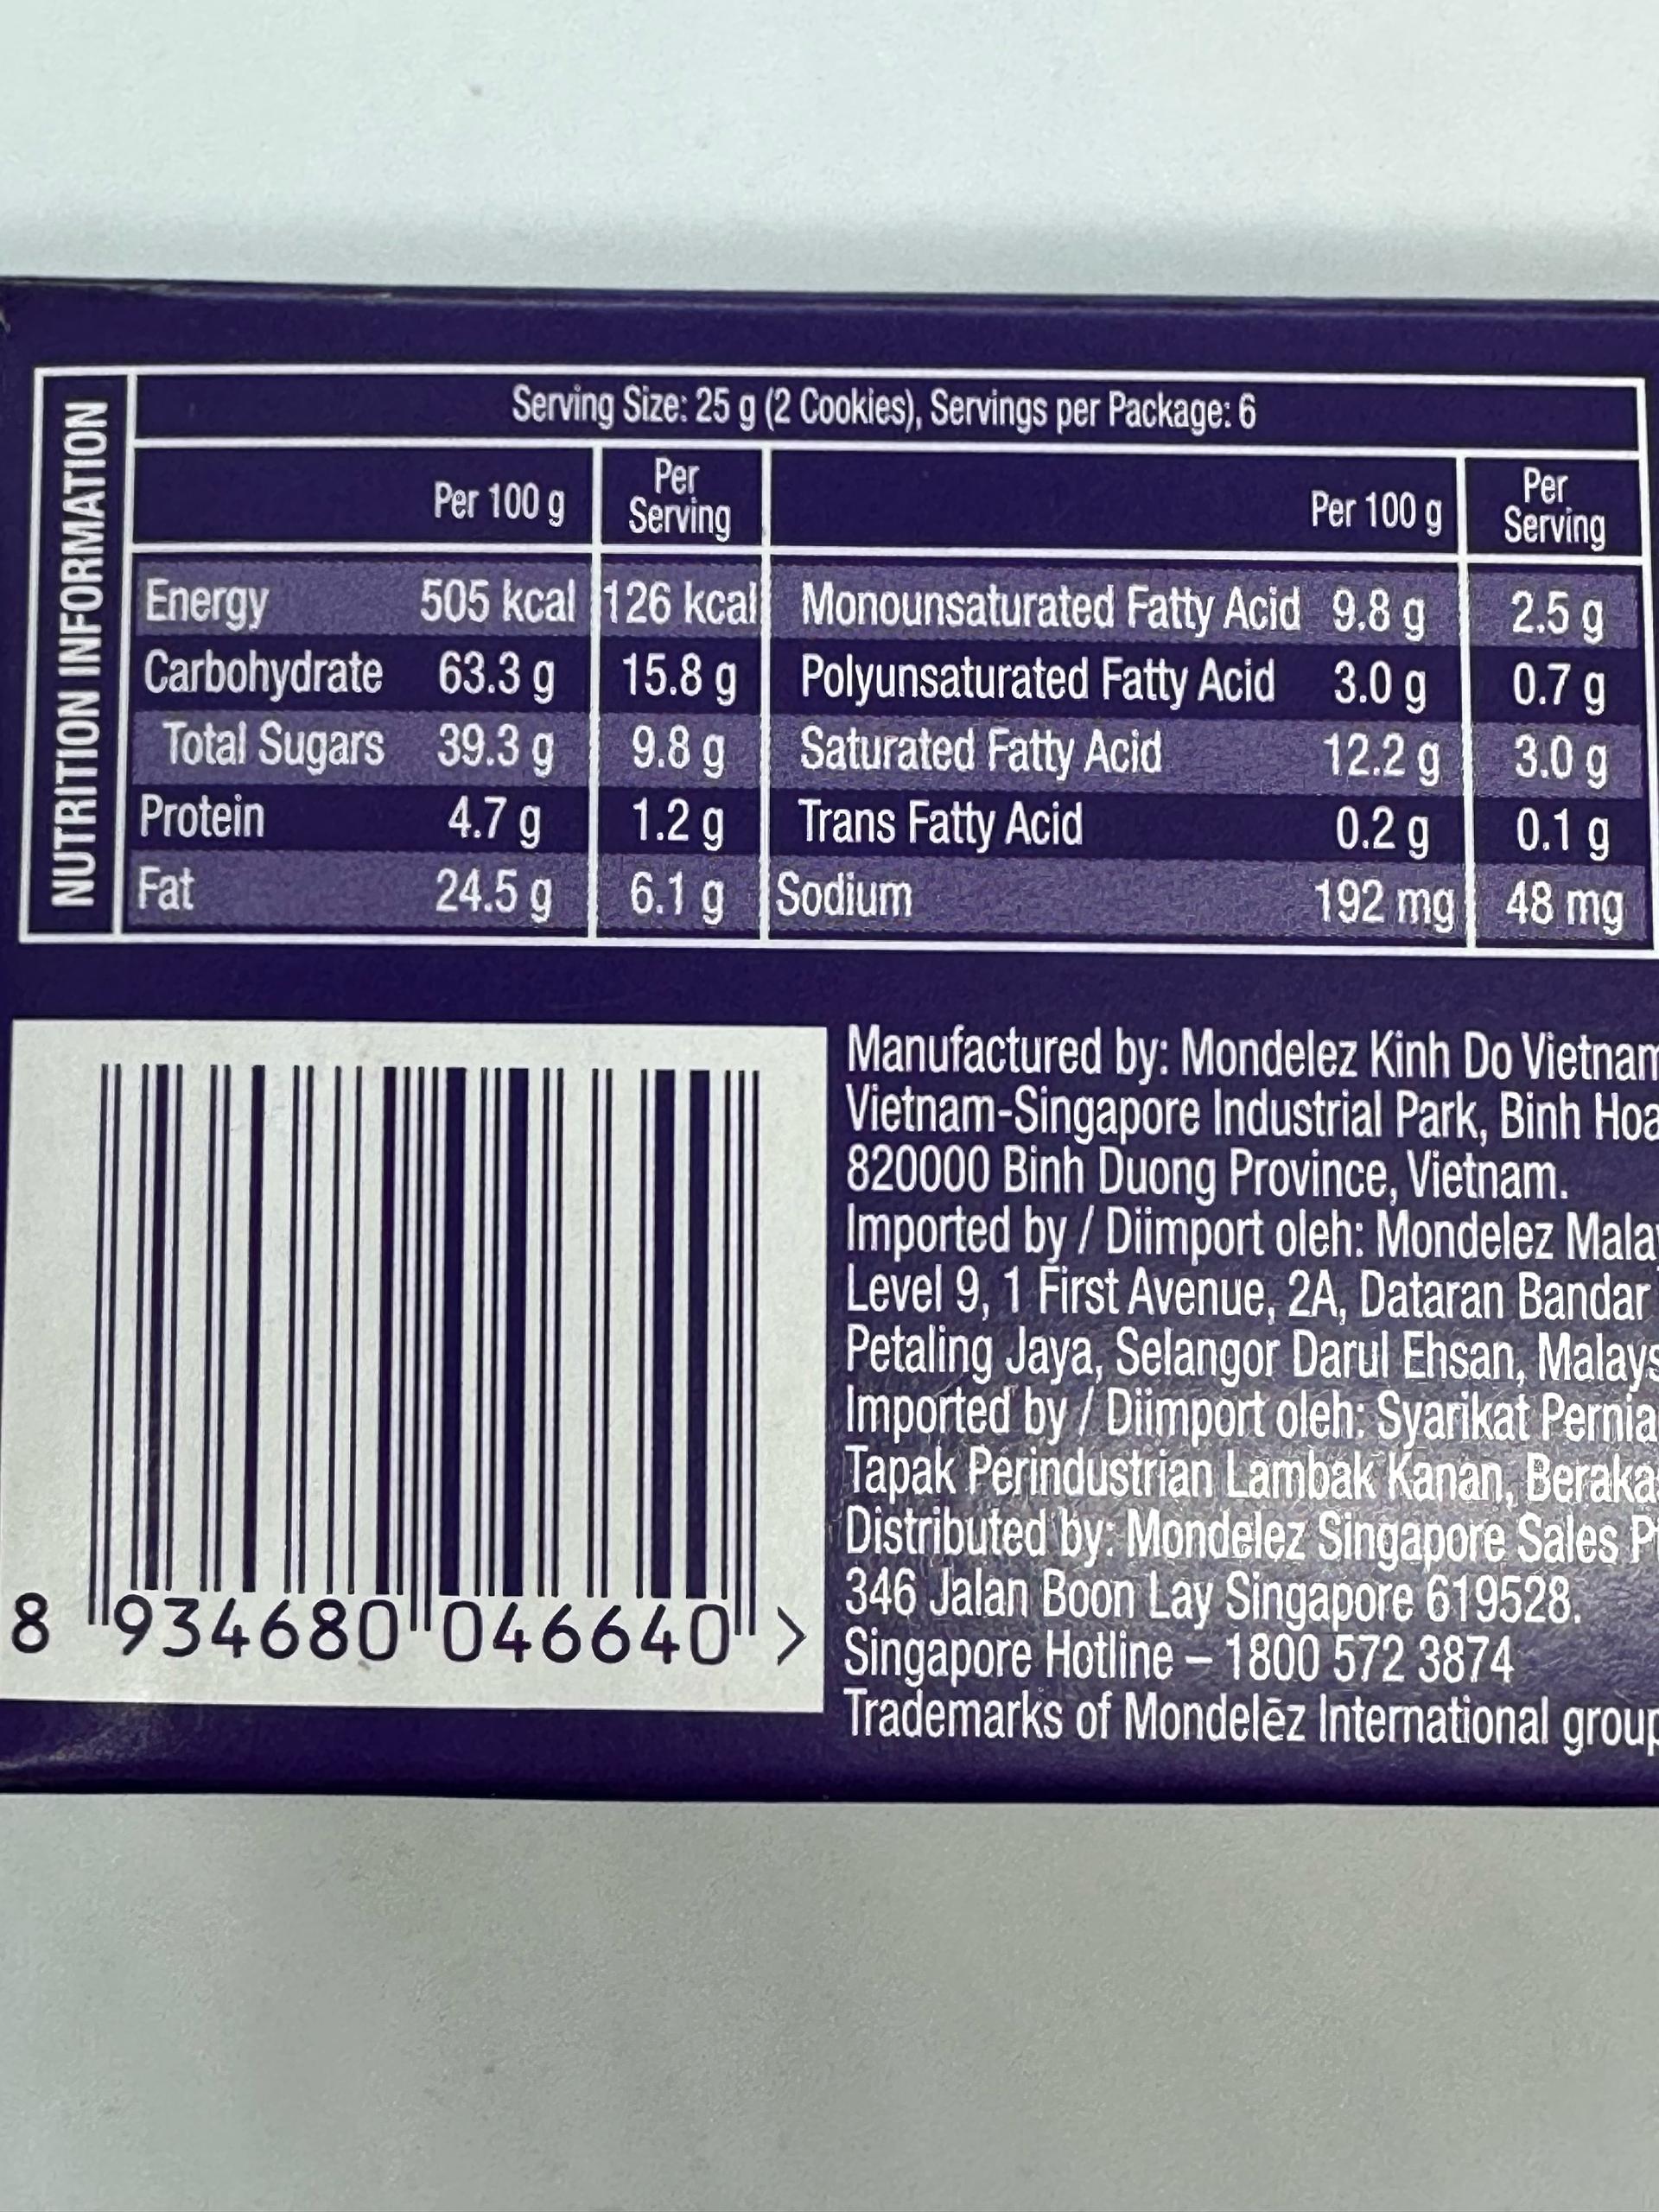 NUTRITION INFORMATION
Serving Size: 25 g (2 Cookies), Servings per Package: 6
Per 100 g Per Serving Per 100 g Per Serving
Energy 505 kcal 126 kcal Monounsaturated Fatty Acid 9.8 g 2.5 g
Carbohydrate 63.3 g 15.8 g Polyunsaturated Fatty Acid 3.0 g 0.7 g
Total Sugars 39.3 g 9.8 g Saturated Fatty Acid 12.2 g 3.0 g
Protein 4.7 g 1.2 g Trans Fatty Acid 0.2 g 0.1 g
Fat 24.5 g 6.1 g Sodium 192 mg 48 mg
8 934680 046640 >
Manufactured by: Mondelez Kinh Do Vietnam
Vietnam-Singapore Industrial Park, Binh Hoa
820000 Binh Duong Province, Vietnam.
Imported by / Diimport oleh: Mondelez
Level 9, 1 First Avenue, 2A, Dataran Bandar
Petaling Jaya, Selangor Darul Ehsan,
Imported by / Diimport oleh: Syarikat
Tapak Perindustrian Lambak Kanan,
Distributed by: Mondelez Singapore Sales
346 Jalan Boon Lay Singapore 619528.
Singapore Hotline – 1800 572 3874
Trademarks of Mondelēz International group